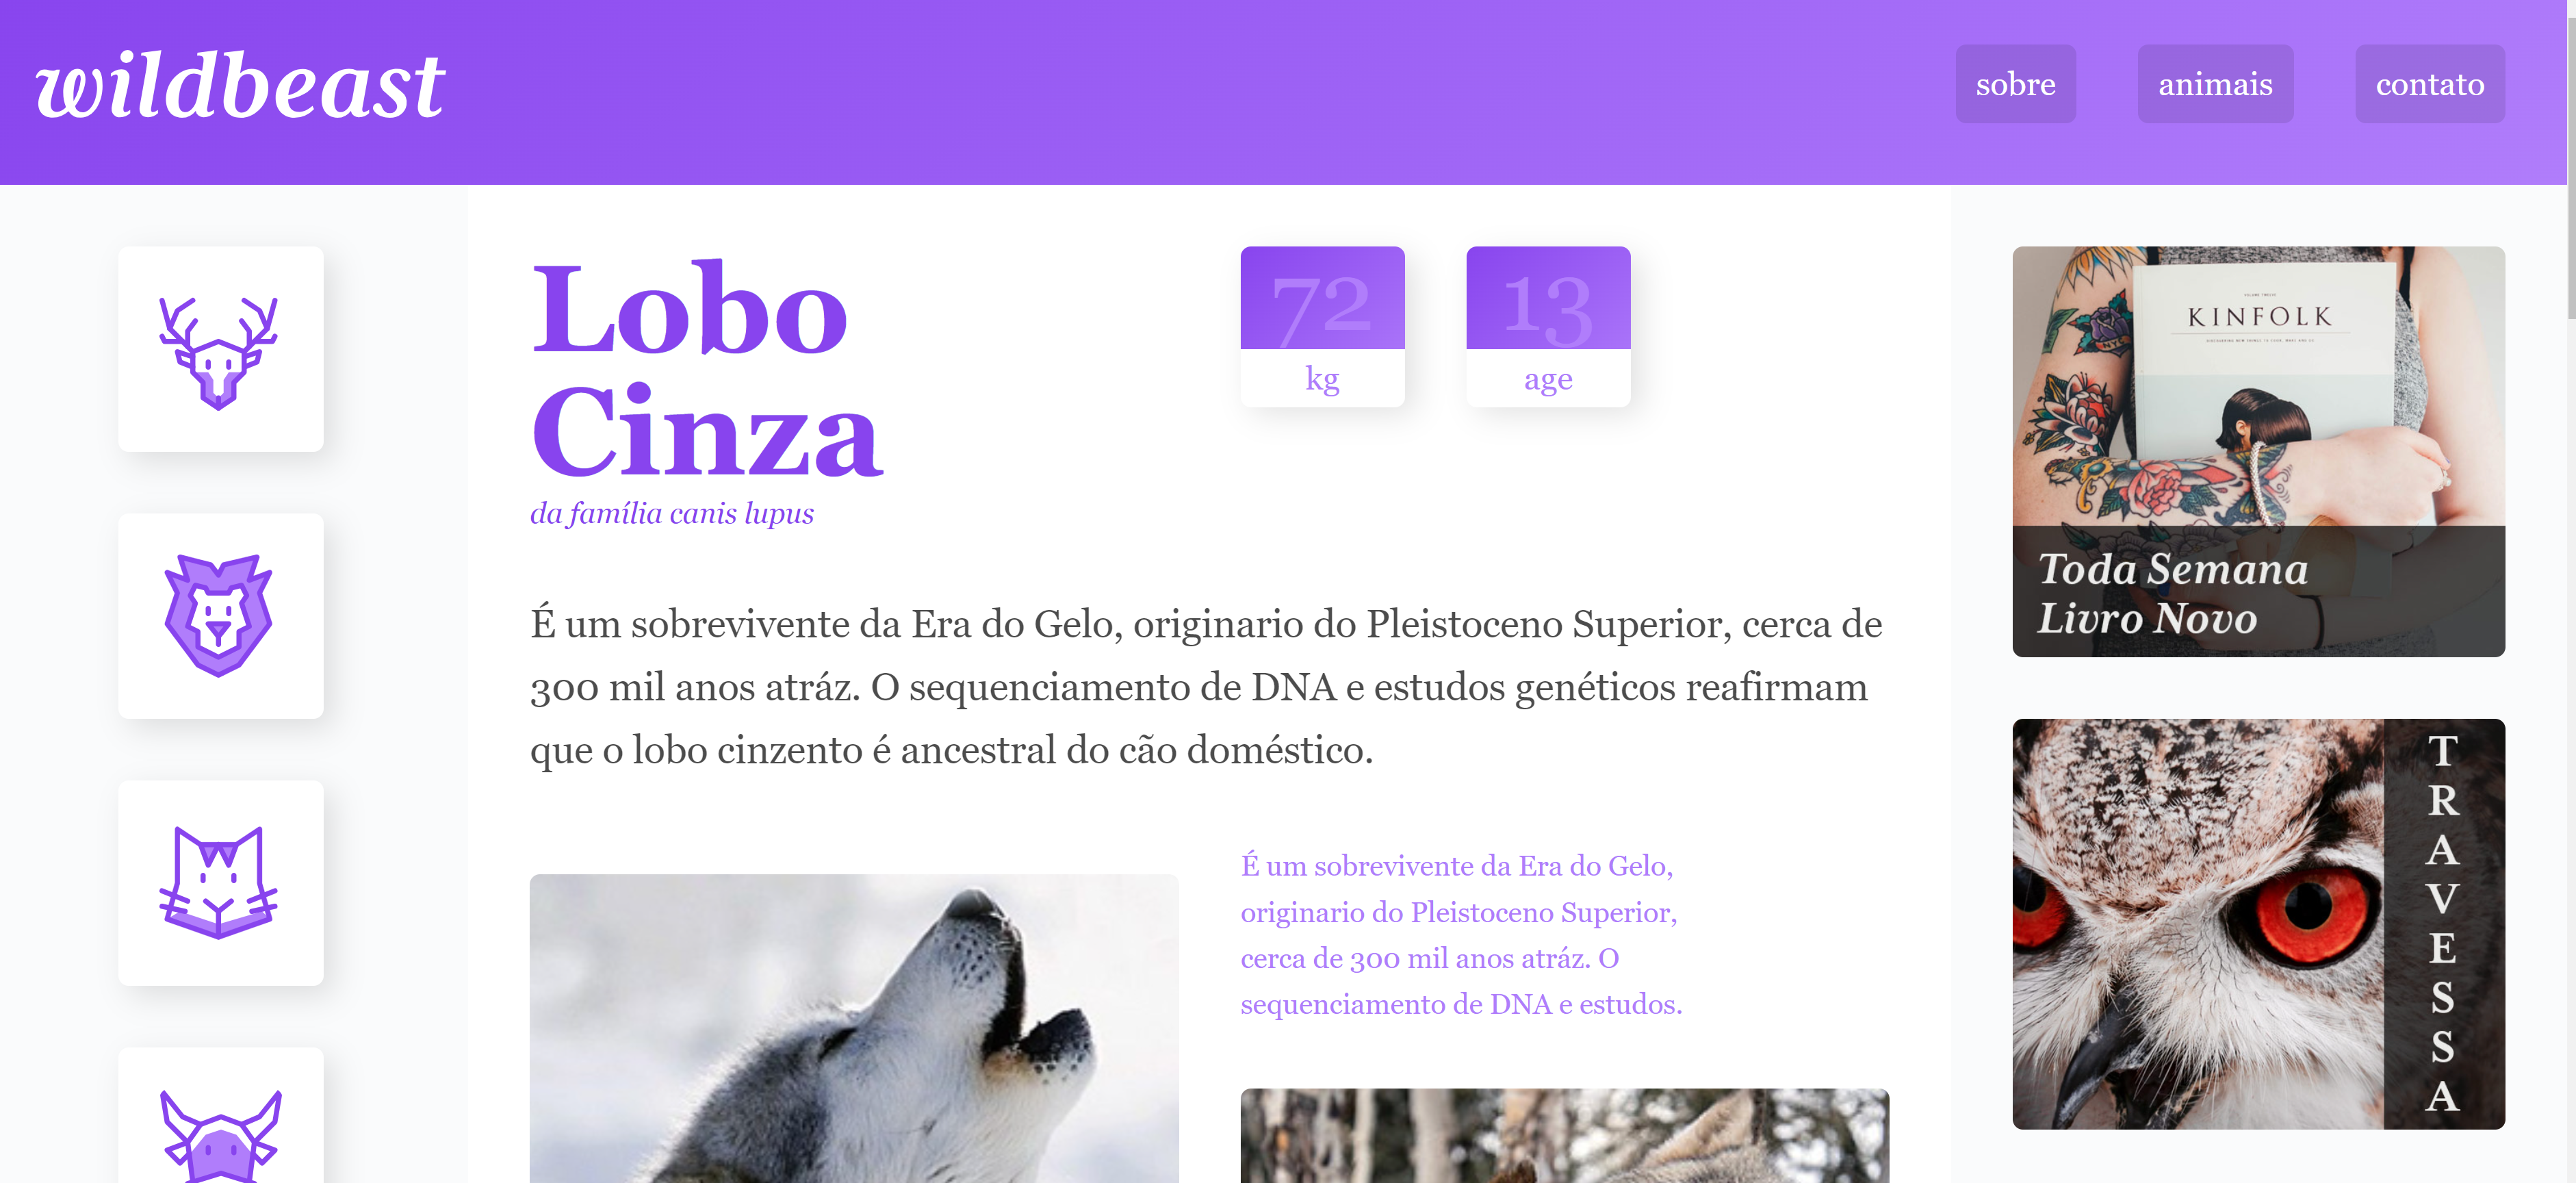 wildbeast
sobre
animais
contato
Lobo
Cinza
da família canis lupus
72
kg
13
age
É um sobrevivente da Era do Gelo, originario do Pleistoceno Superior, cerca de
300 mil anos atráz. O sequenciamento de DNA e estudos genéticos reafirmam
que o lobo cinzento é ancestral do cão doméstico.
É um sobrevivente da Era do Gelo,
originario do Pleistoceno Superior,
cerca de 300 mil anos atráz. O
sequenciamento de DNA e estudos.
KINFOLK
Toda Semana
Livro Novo
TRAVESSA